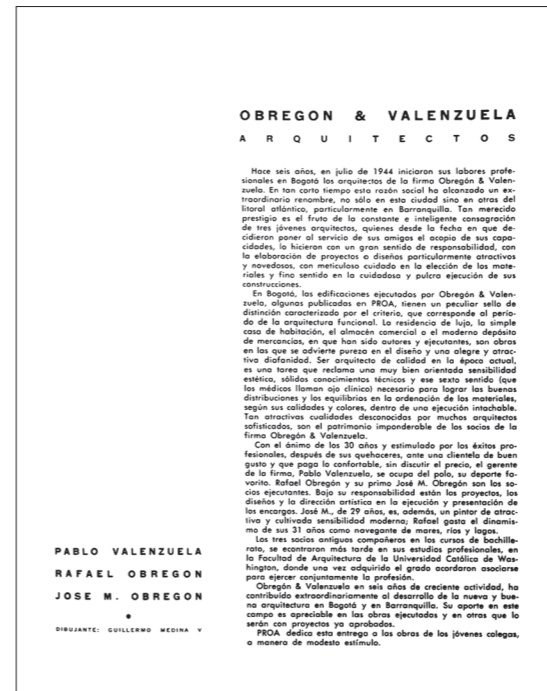 OBREGON & VALENZUELA
ARQUITECTOS
Hace seis años, en julio de 1944 iniciaron sus labores profe-
sionales en Bogotá los arquitectos de la firma Obregón & Valen-
zuela. En tan corto tiempo esta razón social ha alcanzado un ex-
traordinario renombre, no sólo en esta ciudad sino en otras del
litoral atlántico, particularmente en Barranquilla. Tan merecido
prestigio es el fruto de la constante e inteligente consagración
de tres jóvenes arquitectos, quienes desde la fecha en que de-
cidieron poner al servicio de sus amigos el acopio de sus capa-
cidades, lo hicieron con un gran sentido de responsabilidad, con
la elaboración de proyectos o diseños particularmente atractivos
y novedosos, con meticuloso cuidado en la elección de los mate-
riales y fino sentido en la cuidadosa y pulcra ejecución de sus
construcciones.
En Bogotá, las edificaciones ejecutadas por Obregón & Valen-
zuela, algunas publicadas en PROA, tienen un peculiar sello de
distinción caracterizado por el criterio, que corresponde al perío-
do de la arquitectura funcional. La residencia de lujo, la simple
casa de habitación, el almacén comercial o el moderno depósito
de mercancías, en que han sido autores y ejecutantes, son obras
en las que se advierte pureza en el diseño y una alegre y atrac-
tiva diafanidad. Ser arquitecto de calidad en la época actual,
es una tarea que reclama una muy bien orientada sensibilidad
estética, sólidos conocimientos técnicos y ese sexto sentido (que
los médicos llaman ojo clínico) necesario para lograr las buenas
distribuciones y los equilibrios en la ordenación de los materiales,
según sus calidades y colores, dentro de una ejecución intachable.
Tan atractivas cualidades desconocidas por muchos arquitectos
sofisticados, son el patrimonio imponderable de los socios de la
firma Obregón & Valenzuela.
Con el ánimo de los 30 años y estimulado por los éxitos pro-
fesionales, después de sus quehaceres, ante una clientela de buen
gusto y que paga lo confortable, sin discutir el precio, el gerente
de la firma, Pablo Valenzuela, se ocupa del polo, su deporte fa-
vorito. Rafael Obregón y su primo José M. Obregón son los so-
cios ejecutantes. Bajo su responsabilidad están los proyectos, los
diseños y la dirección artística en la ejecución y presentación de
los encargos. José M., de 29 años, es, además, un pintor de atrac-
tiva y cultivada sensibilidad moderna; Rafael gasta el dinamis-
mo de sus 31 años como navegante de mares, ríos y lagos.
Los tres socios antiguos compañeros en los cursos de bachille-
rato, se econtraron más tarde en sus estudios profesionales, en
la Facultad de Arquitectura de la Universidad Católica de Was-
hington, donde una vez adquirido el grado acordaron asociarse
para ejercer conjuntamente la profesión.
Obregón & Valenzuela en seis años de creciente actividad, ha
contribuído extraordinariamente al desarrollo de la nueva y bue-
na arquitectura en Bogotá y en Barranquilla. Su aporte en este
campo es apreciable en las obras ejecutadas y en otras que lo
serán con proyectos ya aprobados.
PROA dedica esta entrega a las obras de los jóvenes colegas,
a manera de modesto estímulo.
PABLO VALENZUELA
RAFAEL OBREGON
JOSE M. OBREGON
DIBUJANTE: GUILLERMO MEDINA V